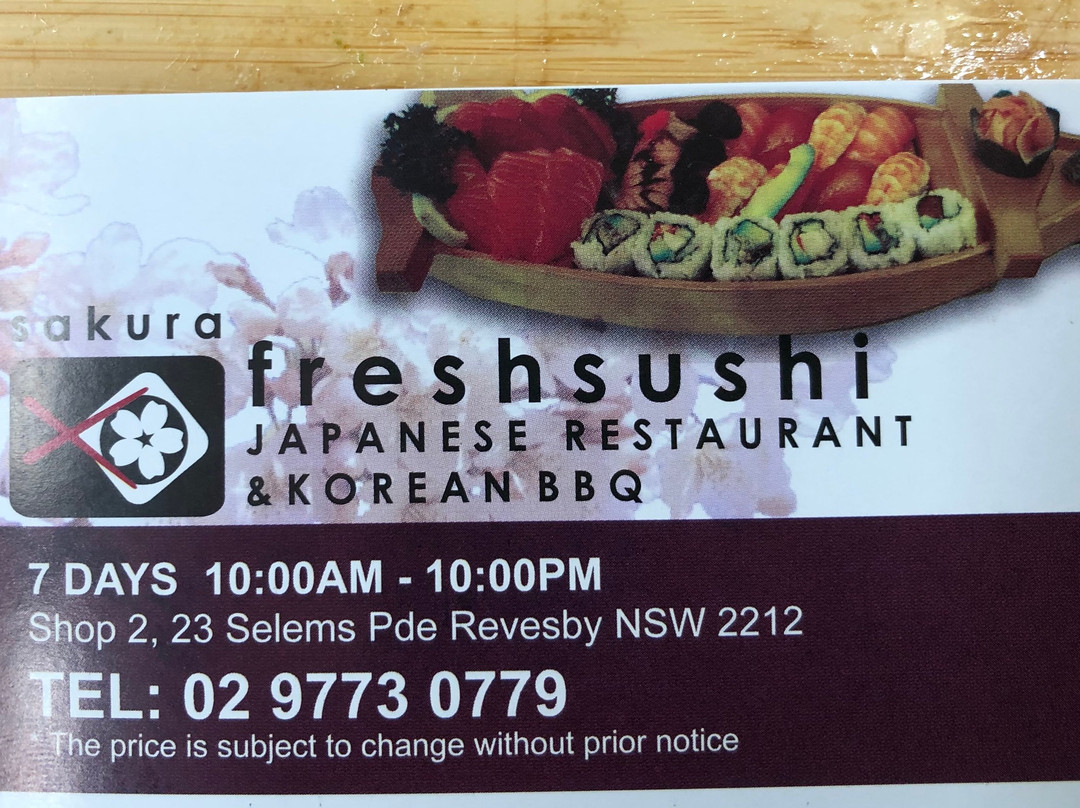 sakura
freshsushi
JAPANESE RESTAURANT
& KOREAN BBQ
7 DAYS 10:00AM - 10:00PM
Shop 2, 23 Selems Pde Revesby NSW 2212
TEL: 02 9773 0779
* The price is subject to change without prior notice